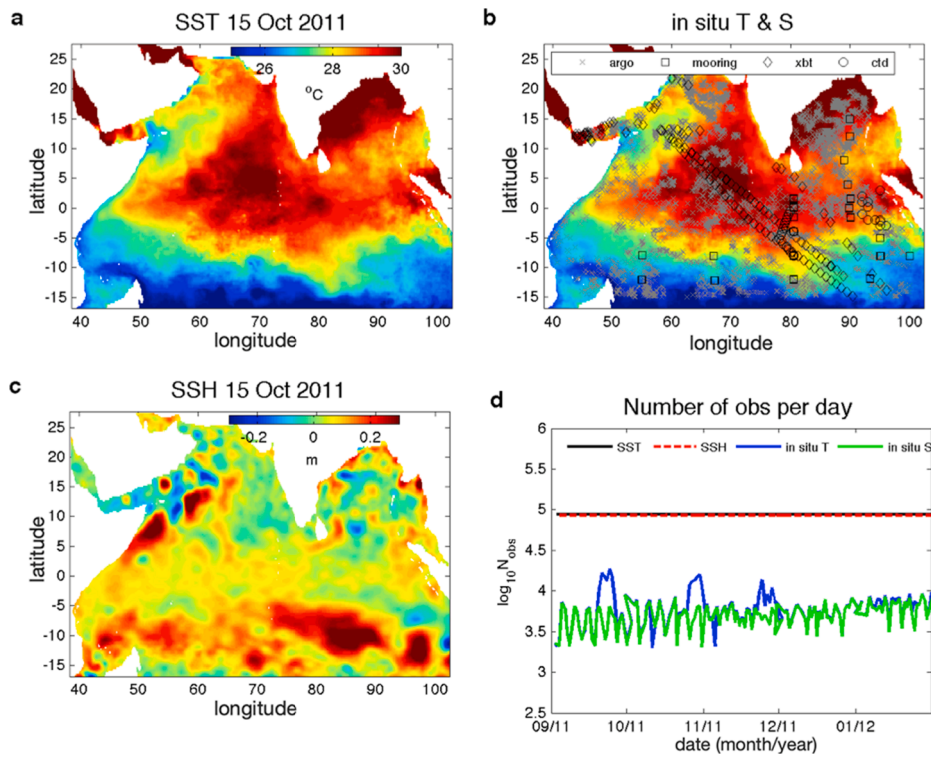 a
SST 15 Oct 2011
26 28 30
°C
25
20
15
10
5
0
-5
-10
-15
latitude
40 50 60 70 80 90 100
longitude
b
in situ T & S
argo mooring xbt ctd
25
20
15
10
5
0
-5
-10
-15
latitude
40 50 60 70 80 90 100
longitude
c
SSH 15 Oct 2011
-0.2 0 0.2
m
25
20
15
10
5
0
-5
-10
-15
latitude
40 50 60 70 80 90 100
longitude
d
Number of obs per day
SST SSH in situ T in situ S
6
5.5
5
4.5
4
3.5
3
2.5
log10Nobs
09/11 10/11 11/11 12/11 01/12
date (month/year)